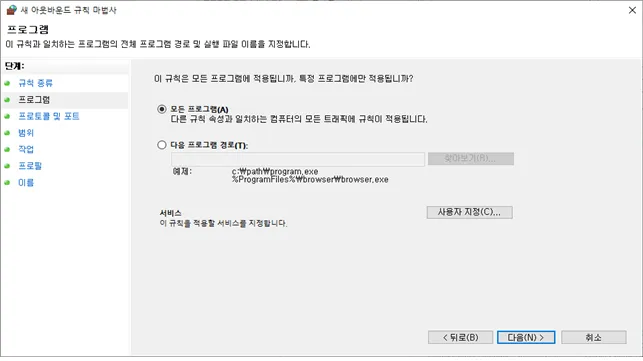 새 아웃바운드 규칙 마법사
프로그램
이 규칙과 일치하는 프로그램의 전체 프로그램 경로 및 실행 파일 이름을 지정합니다.
단계:
규칙 종류
프로그램
프로토콜 및 포트
범위
작업
프로필
이름
이 규칙은 모든 프로그램에 적용됩니까, 특정 프로그램에만 적용됩니까?
모든 프로그램(A)
다른 규칙 속성과 일치하는 컴퓨터의 모든 트래픽에 규칙이 적용됩니다.
다음 프로그램 경로(T):
찾아보기(R)...
예제: c:₩path₩program.exe
%ProgramFiles%₩browser₩browser.exe
서비스
이 규칙을 적용할 서비스를 지정합니다.
사용자 지정(C)...
< 뒤로(B)
다음(N) >
취소